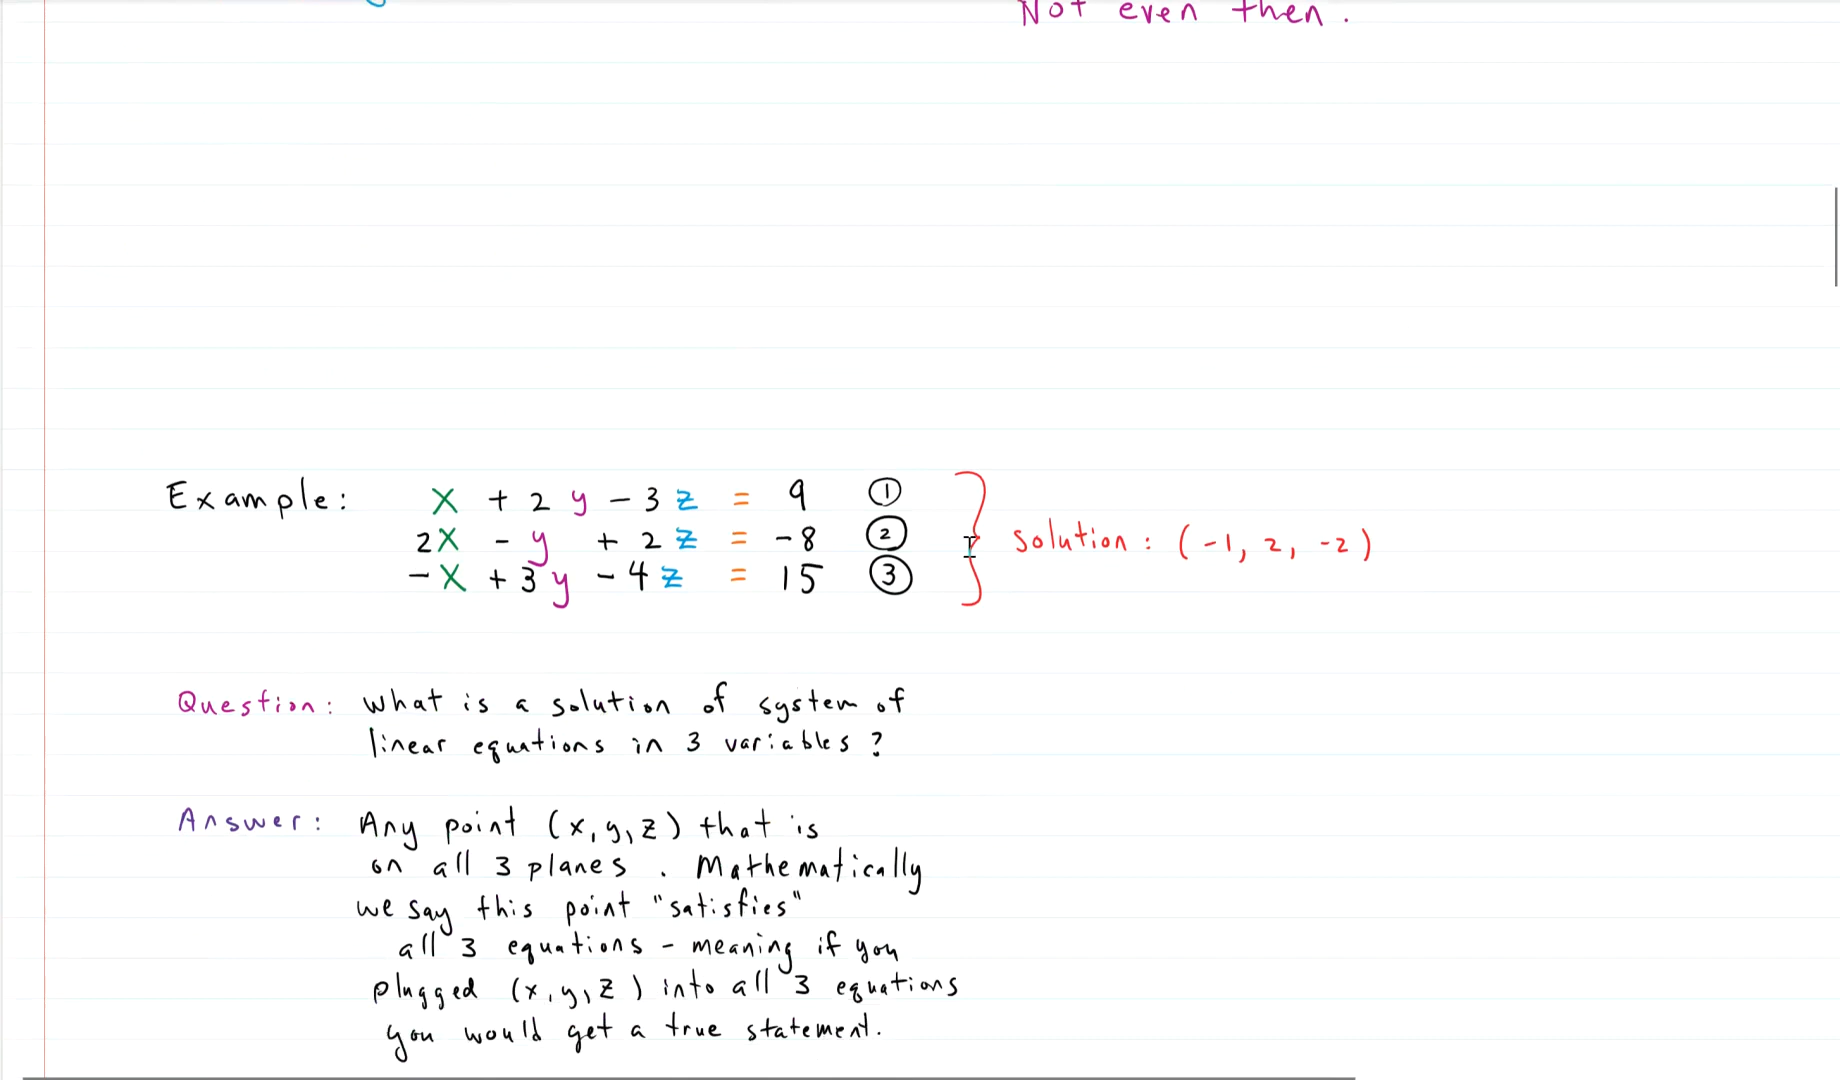 Not even then.
Example: x + 2y - 3z = 9 ①
2x - y + 2z = -8 ②
-x + 3y - 4z = 15 ③
solution: (-1, 2, -2)
Question: What is a solution of system of
linear equations in 3 variables?
Answer: Any point (x, y, z) that is
on all 3 planes. Mathematically
we say this point "satisfies"
all 3 equations - meaning if you
plugged (x, y, z) into all 3 equations
you would get a true statement.